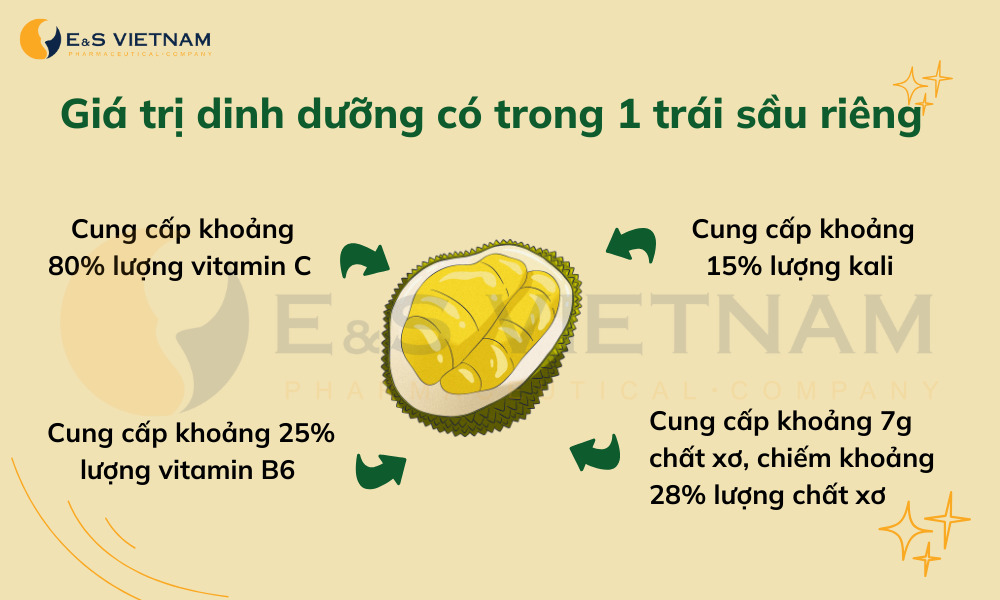 E&S VIETNAM
PHARMACEUTICAL·COMPANY
Giá trị dinh dưỡng có trong 1 trái sầu riêng
Cung cấp khoảng
80% lượng vitamin C
Cung cấp khoảng
15% lượng kali
E&S VIETNAM
PHARMACEUTICAL·COMPANY
Cung cấp khoảng 25%
lượng vitamin B6
Cung cấp khoảng 7g
chất xơ, chiếm khoảng
28% lượng chất xơ